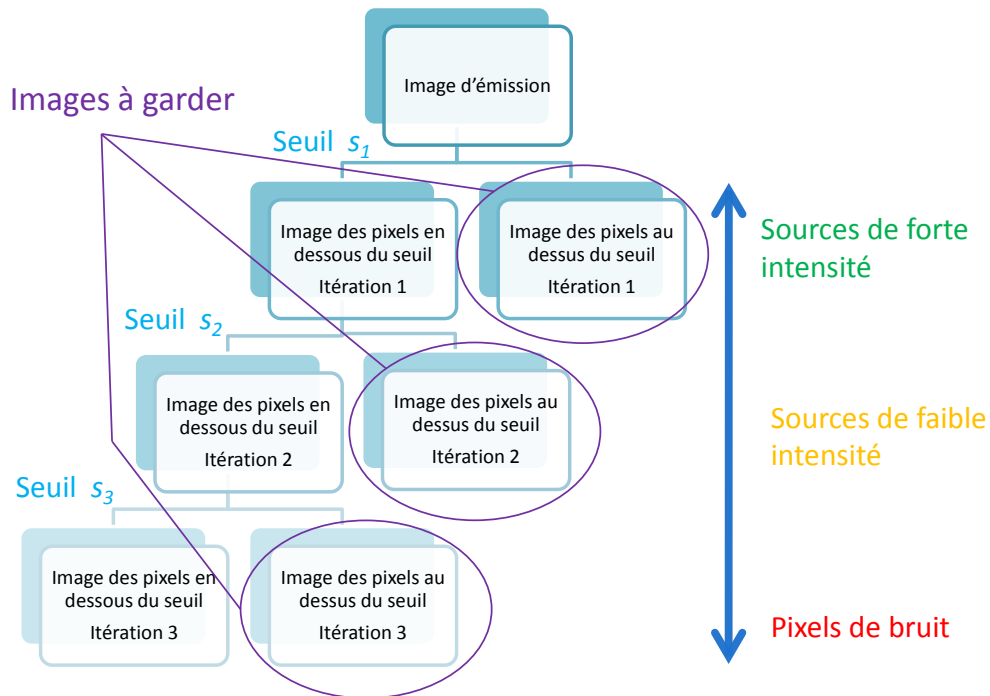 Image d'émission
Images à garder
Seuil s1
Image des pixels en
dessous du seuil
Itération 1
Image des pixels au
dessus du seuil
Itération 1
Sources de forte
intensité
Seuil s2
Image des pixels en
dessous du seuil
Itération 2
Image des pixels au
dessus du seuil
Itération 2
Sources de faible
intensité
Seuil s3
Image des pixels en
dessous du seuil
Itération 3
Image des pixels au
dessus du seuil
Itération 3
Pixels de bruit